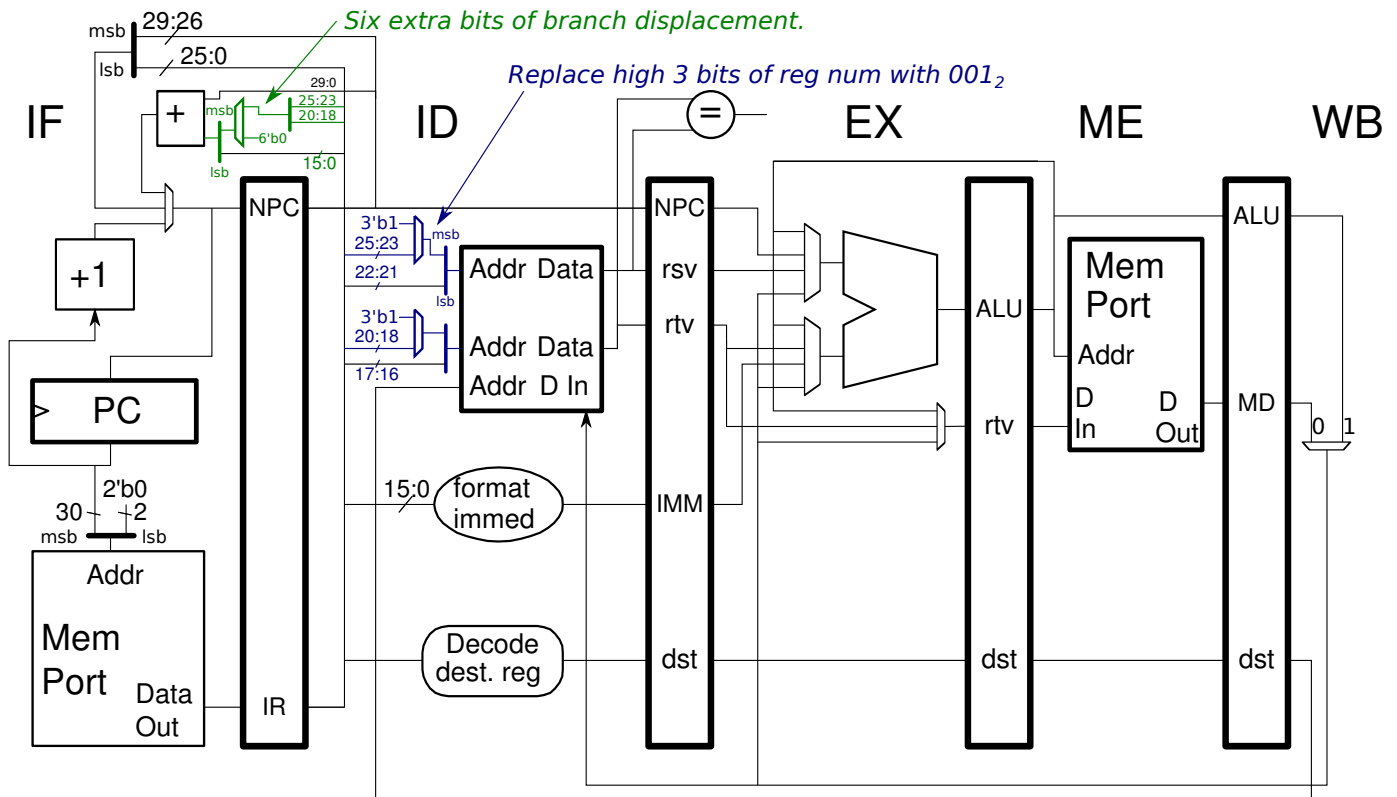 29:26
Six extra bits of branch displacement.
msb
25:0
lsb
Replace high 3 bits of reg num with 001₂
29:0
25:23
20:18
msb
+
6'b0
lsb
15:0
IF
ID
=
EX
ME
WB
NPC
3'b1
25:23
msb
22:21
lsb
3'b1
20:18
17:16
Addr Data
Addr Data
Addr D In
NPC
rsv
rtv
ALU
Mem
Port
Addr
D
In
D
Out
ALU
MD
0 1
+1
PC
2'b0
30
2
msb
lsb
Addr
Mem
Port
Data
Out
IR
15:0
format
immed
IMM
rtv
Decode
dest. reg
dst
dst
dst